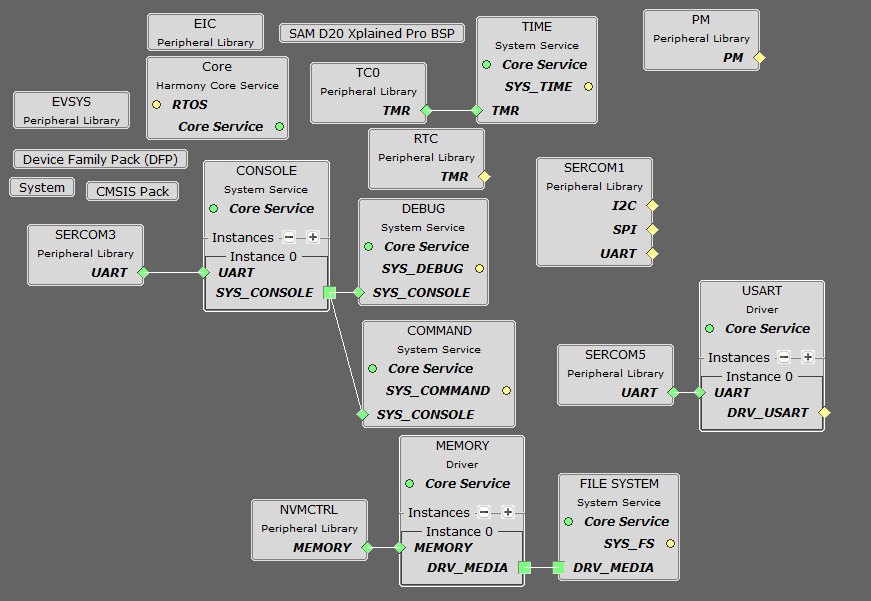 EIC
Peripheral Library
SAM D20 Xplained Pro BSP
TIME
System Service
Core Service
SYS_TIME
TMR
PM
Peripheral Library
PM
Core
Harmony Core Service
RTOS
Core Service
TC0
Peripheral Library
TMR
EVSYS
Peripheral Library
RTC
Peripheral Library
TMR
Device Family Pack (DFP)
System
CMSIS Pack
CONSOLE
System Service
Core Service
Instances
Instance 0
UART
SYS_CONSOLE
SERCOM1
Peripheral Library
I2C
SPI
UART
SERCOM3
Peripheral Library
UART
DEBUG
System Service
Core Service
SYS_DEBUG
SYS_CONSOLE
USART
Driver
Core Service
Instances
Instance 0
UART
DRV_USART
COMMAND
System Service
Core Service
SYS_COMMAND
SYS_CONSOLE
SERCOM5
Peripheral Library
UART
MEMORY
Driver
Core Service
Instances
Instance 0
MEMORY
DRV_MEDIA
FILE SYSTEM
System Service
Core Service
SYS_FS
DRV_MEDIA
NVMCTRL
Peripheral Library
MEMORY